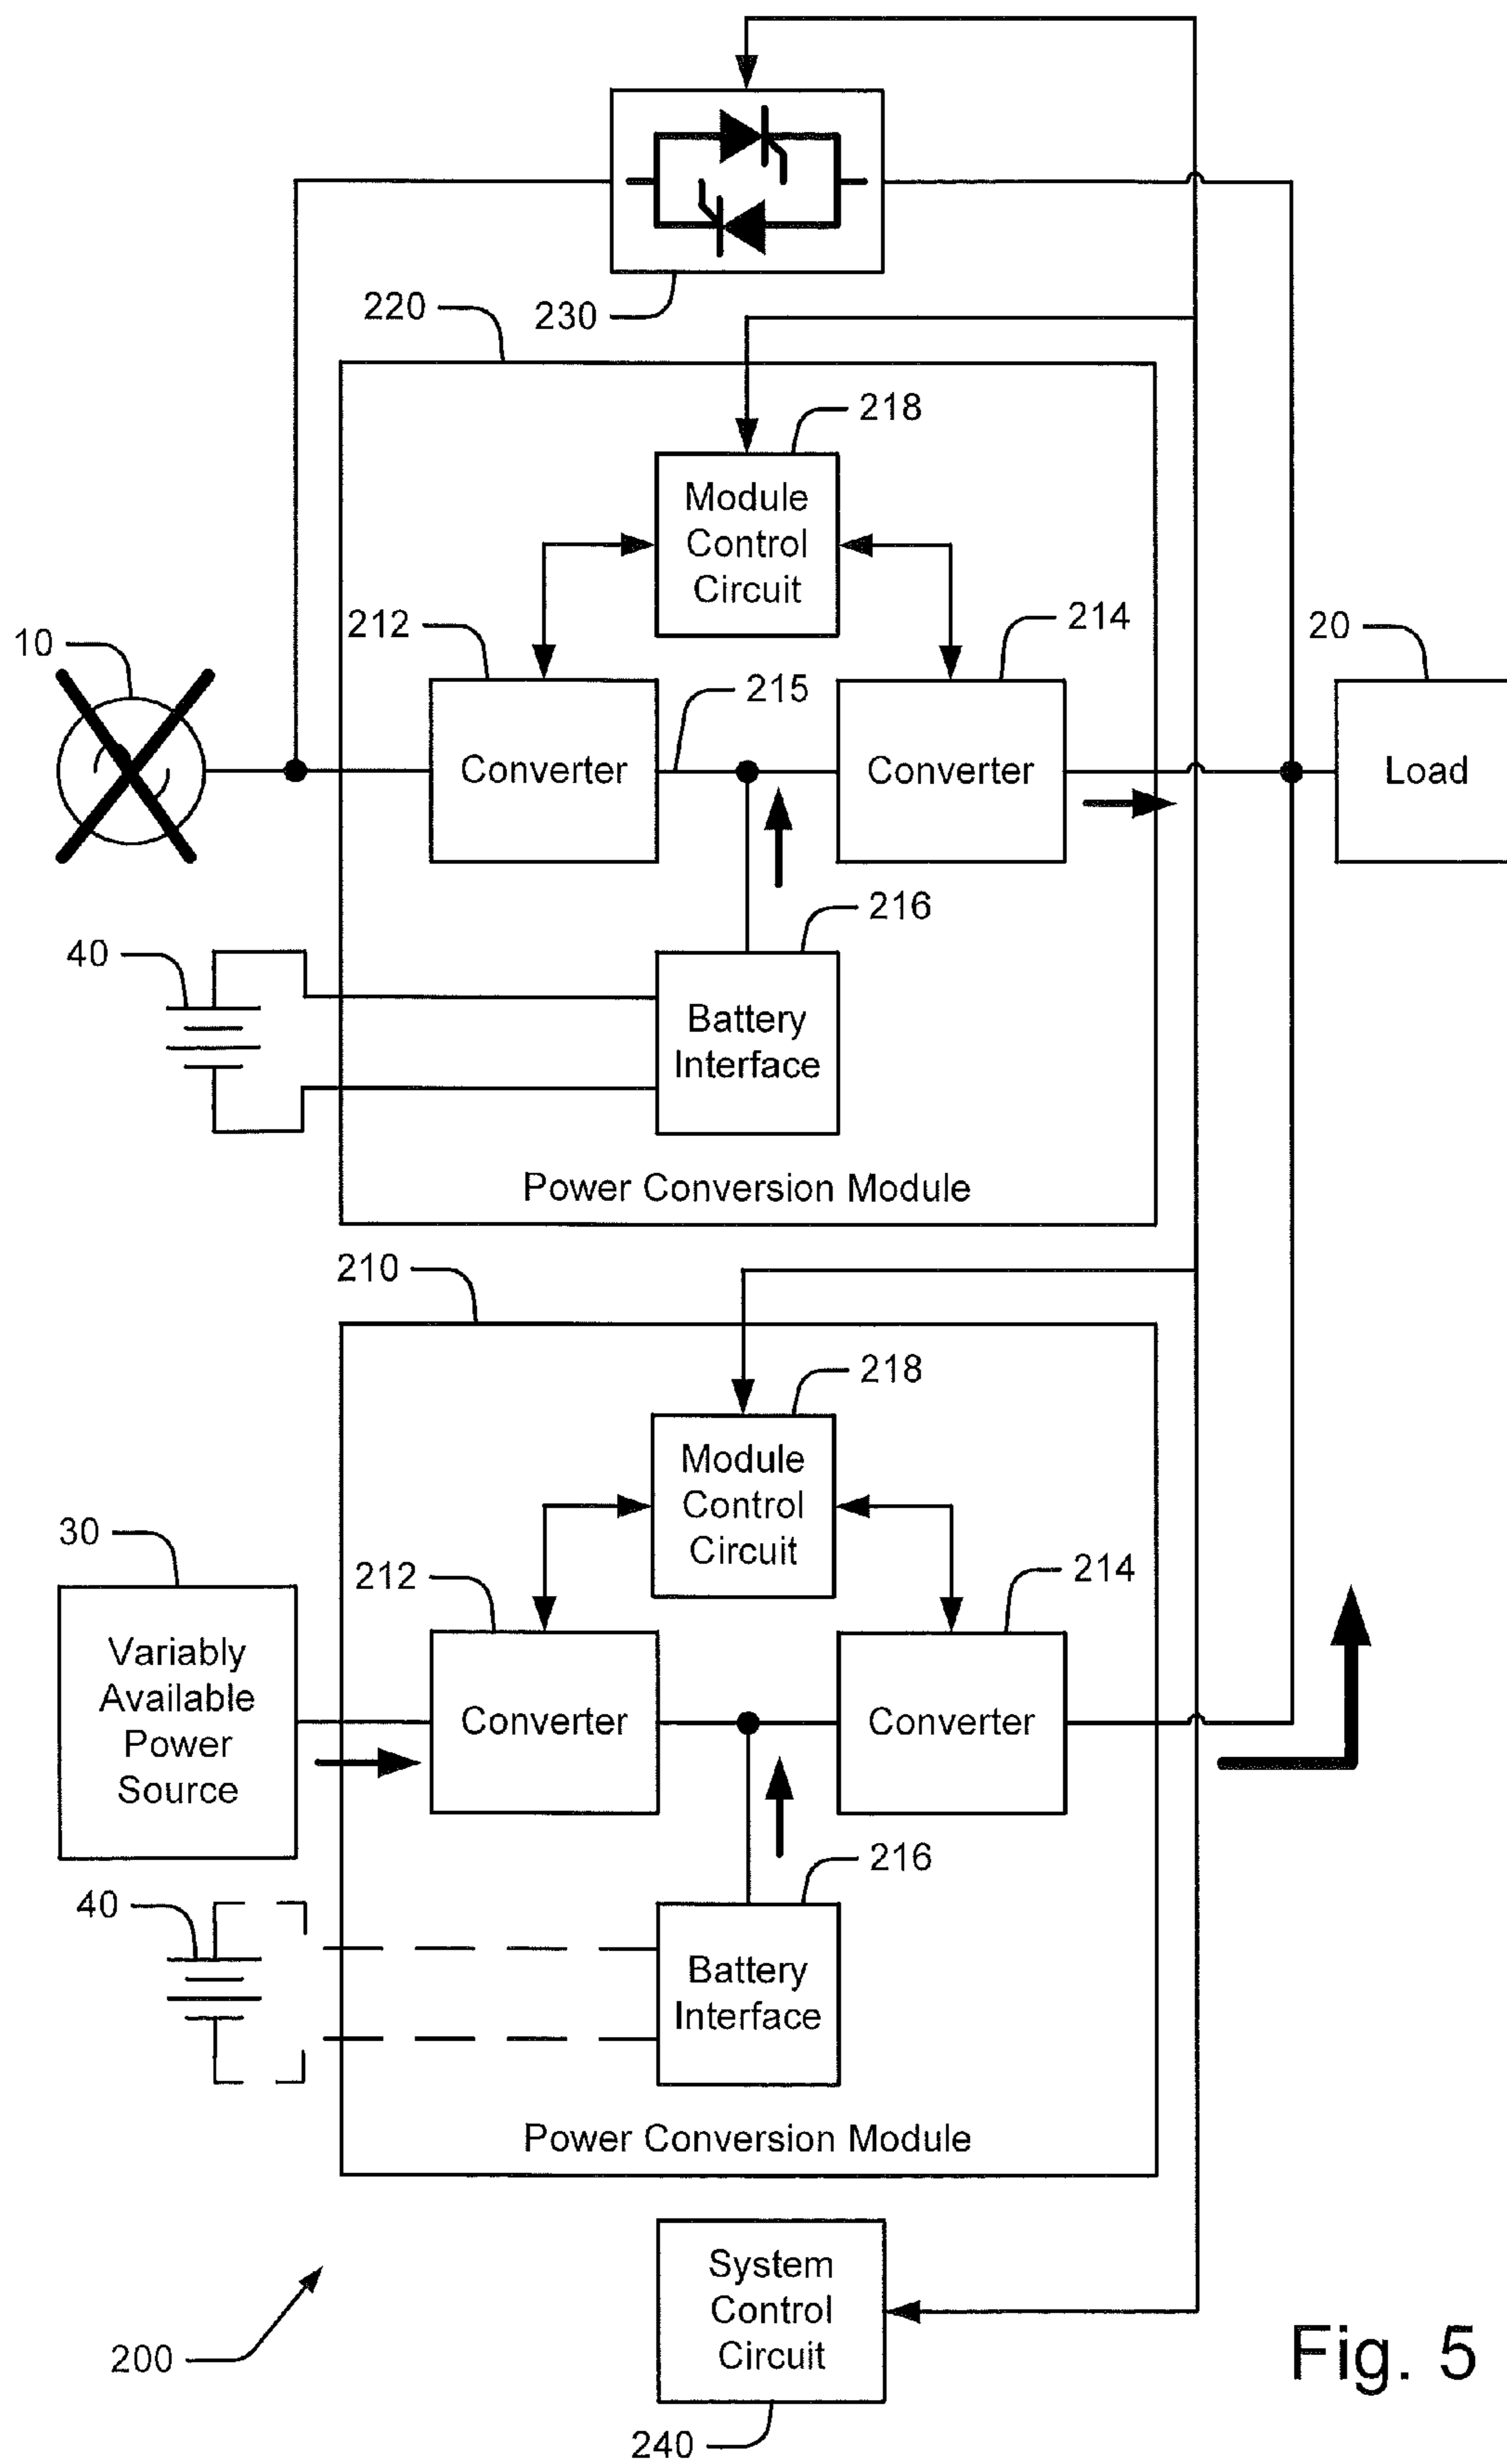 230
220
218
Module
Control
Circuit
212
214
10
20
215
Converter
Converter
Load
216
40
Battery
Interface
Power Conversion Module
210
218
Module
Control
Circuit
30
212
214
Variably
Available
Power
Source
Converter
Converter
216
40
Battery
Interface
Power Conversion Module
System
Control
Circuit
200
240
Fig. 5